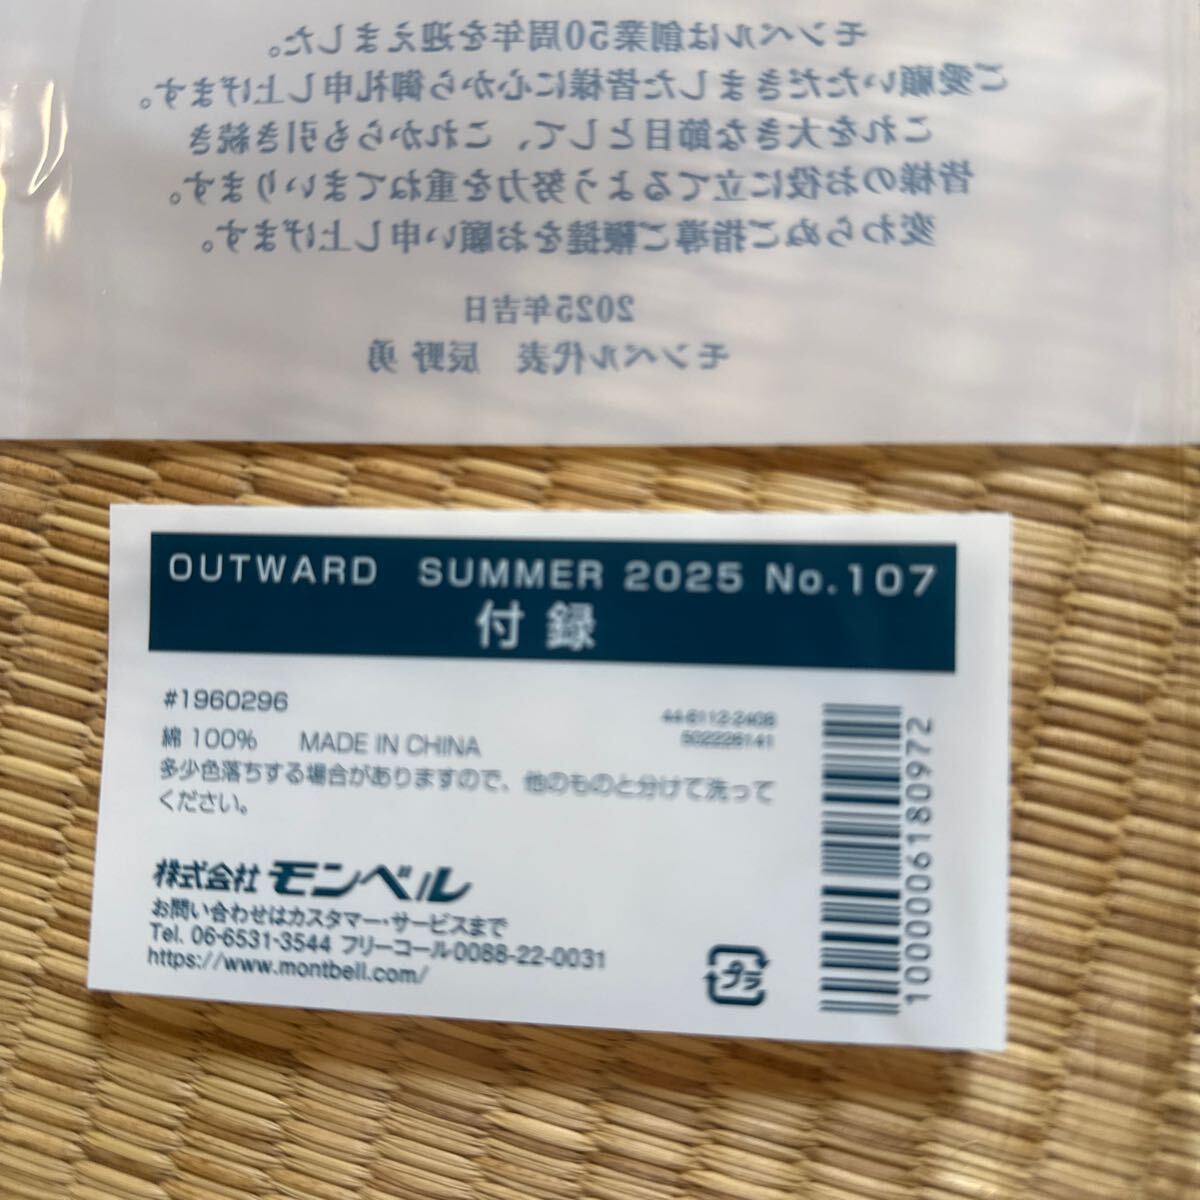 モンベルは創業50周年を迎えました。
ご愛願いただきました皆様に心から御礼申し上げます。
これを大きな節目として、これからも引き続き
皆様のお役に立てるよう努力を重ねてまいります。
変わらぬご指導ご鞭撻をお願い申し上げます。
2025年吉日
モンベル代表 辰野 勇
OUTWARD SUMMER 2025 No.107
付録
#1960296
44-6112-2406
綿 100% MADE IN CHINA
502226141
多少色落ちする場合がありますので、他のものと分けて洗って
ください。
株式会社 モンベル
お問い合わせはカスタマー・サービスまで
Tel. 06-6531-3544 フリーコール0088-22-0031
https://www.montbell.com/
プラ
1000006180972